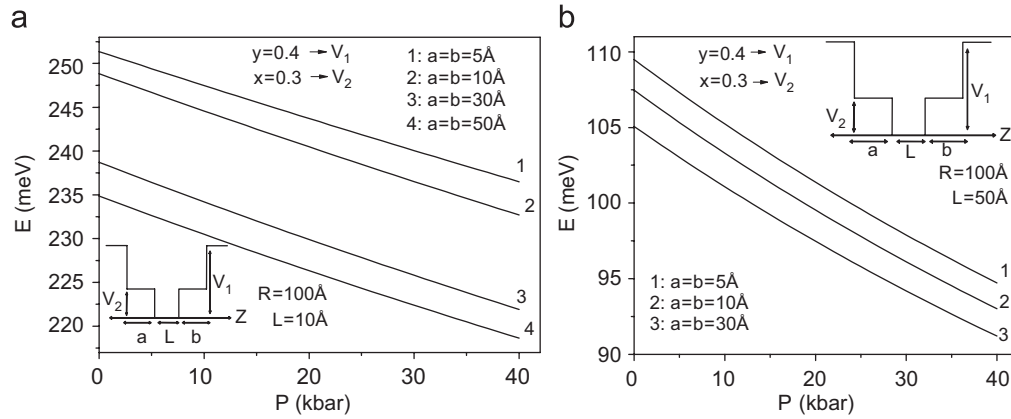 a
E (meV)
250
245
240
235
230
225
220
0
10
20
30
40
P (kbar)
y=0.4 → V1
x=0.3 → V2
1: a=b=5Å
2: a=b=10Å
3: a=b=30Å
4: a=b=50Å
1
2
3
4
V2
V1
a
L
b
Z
R=100Å
L=10Å
b
E (meV)
110
105
100
95
90
0
10
20
30
40
P (kbar)
y=0.4 → V1
x=0.3 → V2
V2
V1
a
L
b
Z
R=100Å
L=50Å
1
2
3
1: a=b=5Å
2: a=b=10Å
3: a=b=30Å